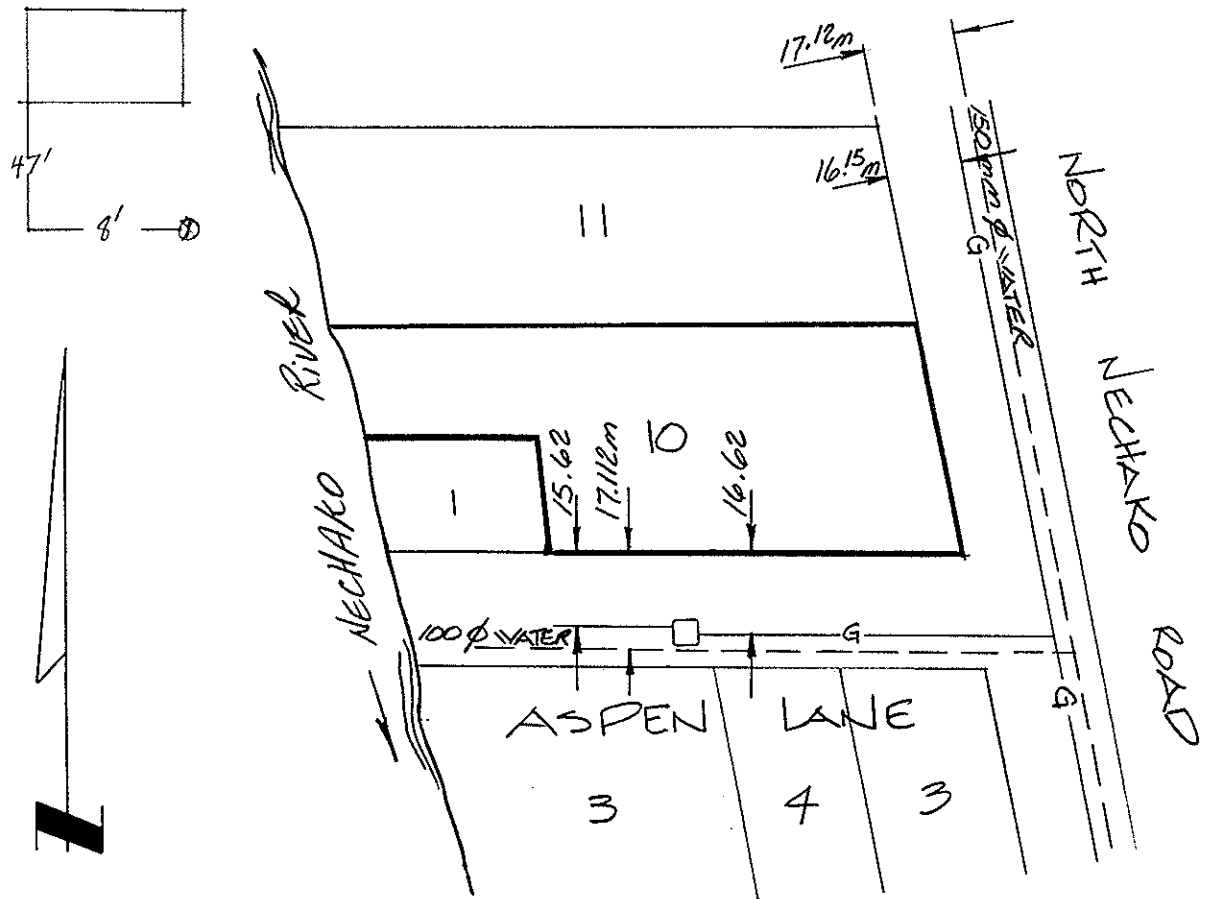 17.12m
47'
8'
16.15m
150mm ϕ WATER
G
NORTH NECHAKO ROAD
11
NECHAKO RIVER
10
1
15.62
17.112m
16.62
100 ϕ WATER
G
G
ASPEN LANE
3
4
3